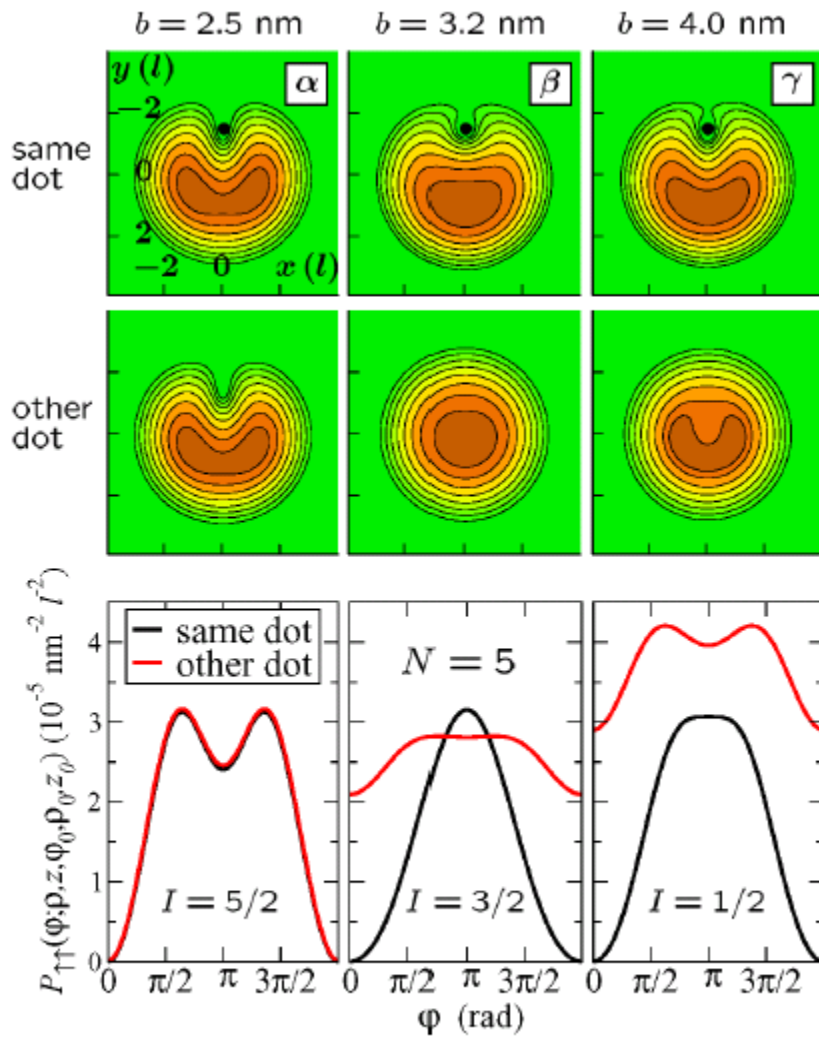 b = 2.5 nm b = 3.2 nm b = 4.0 nm
y (l) α β γ
−2
same
dot
0
2
−2 0 x (l)
other
dot
P↑↑(φ;ρ,z,φ₀,ρ₀,z₀) (10⁻⁵ nm⁻² l⁻²)
same dot
other dot
N = 5
4
3
2
1
0
I = 5/2 I = 3/2 I = 1/2
0 π/2 π 3π/2 0 π/2 π 3π/2 0 π/2 π 3π/2
φ (rad)